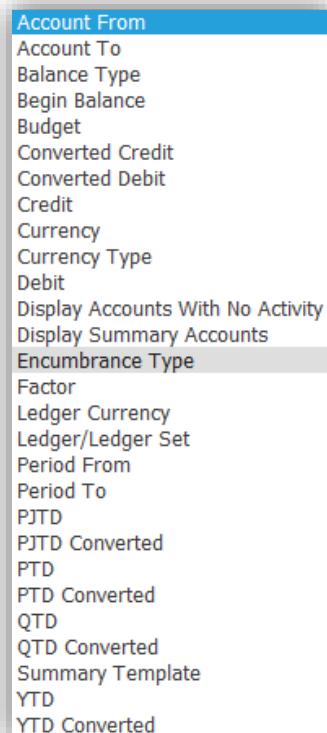 Account From
Account To
Balance Type
Begin Balance
Budget
Converted Credit
Converted Debit
Credit
Currency
Currency Type
Debit
Display Accounts With No Activity
Display Summary Accounts
Encumbrance Type
Factor
Ledger Currency
Ledger/Ledger Set
Period From
Period To
PJTD
PJTD Converted
PTD
PTD Converted
QTD
QTD Converted
Summary Template
YTD
YTD Converted